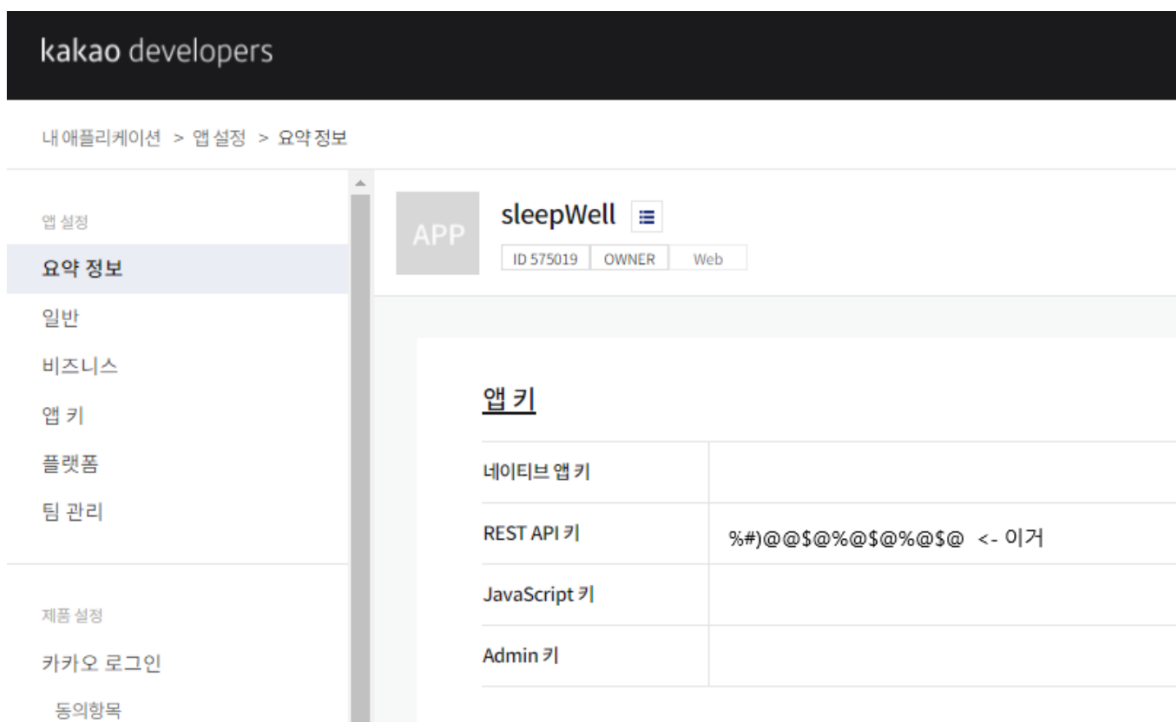 kakao developers
내 애플리케이션 > 앱 설정 > 요약 정보
앱 설정
요약 정보
일반
비즈니스
앱 키
플랫폼
팀 관리
제품 설정
카카오 로그인
동의항목
APP
sleepWell
ID 575019 OWNER Web
앱 키
네이티브 앱 키
REST API 키 %#)@@$@%@$@%@$@ <- 이거
JavaScript 키
Admin 키